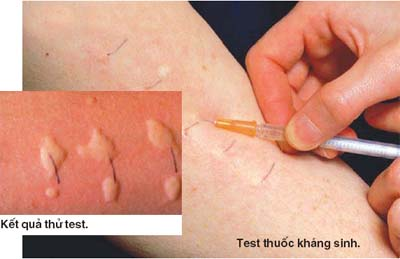 Kết quả thử test.
Test thuốc kháng sinh.